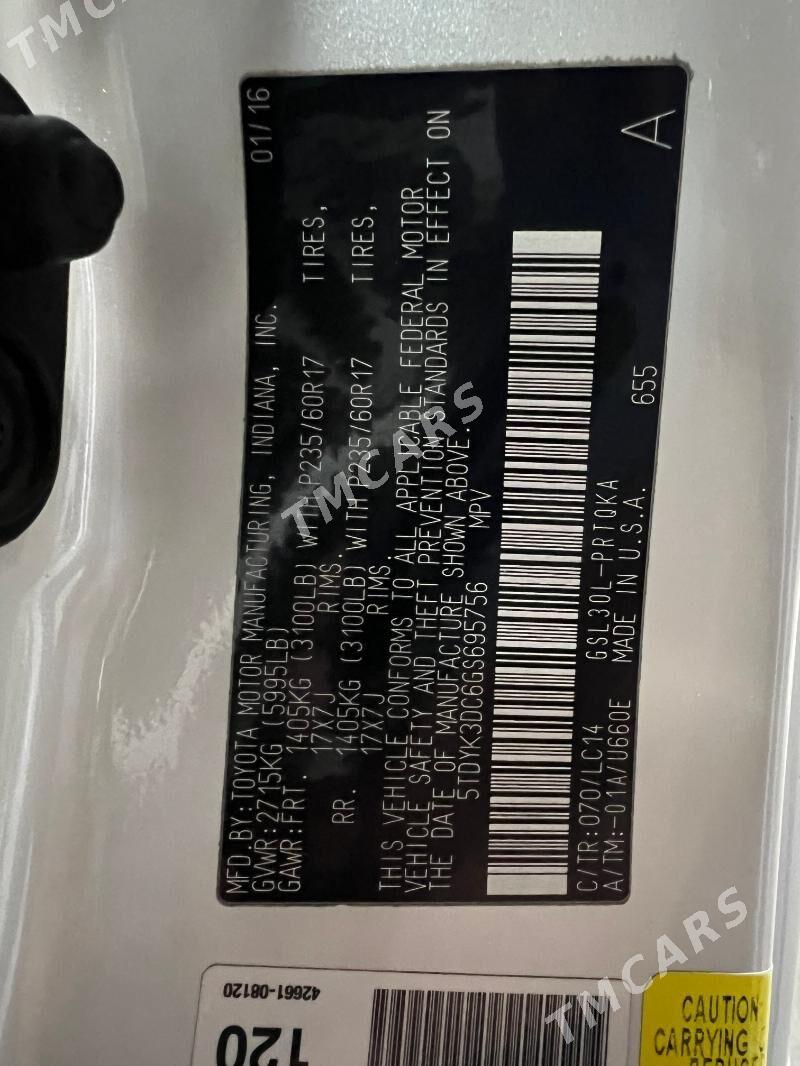 MFD.BY:TOYOTA MOTOR MANUFACTURING, INDIANA, INC. 01/16
GVWR:2715KG (5995LB)
GAWR:FRT. 1405KG (3100LB) WITH P235/60R17 TIRES,
17X7J RIMS.
RR. 1405KG (3100LB) WITH P235/60R17 TIRES,
17X7J RIMS.
THIS VEHICLE CONFORMS TO ALL APPLICABLE FEDERAL MOTOR
VEHICLE SAFETY AND THEFT PREVENTION STANDARDS IN EFFECT ON
THE DATE OF MANUFACTURE SHOWN ABOVE.
5TDYK3DC6GS695756 MPV
C/TR:070/LC14 GSL30L-PRTQKA 655
A/TM:-01A/U660E MADE IN U.S.A. A
42661-08120
120
CAUTION
CARRYING
REDUCE
TMCARS
TMCARS
TMCARS
TMCARS